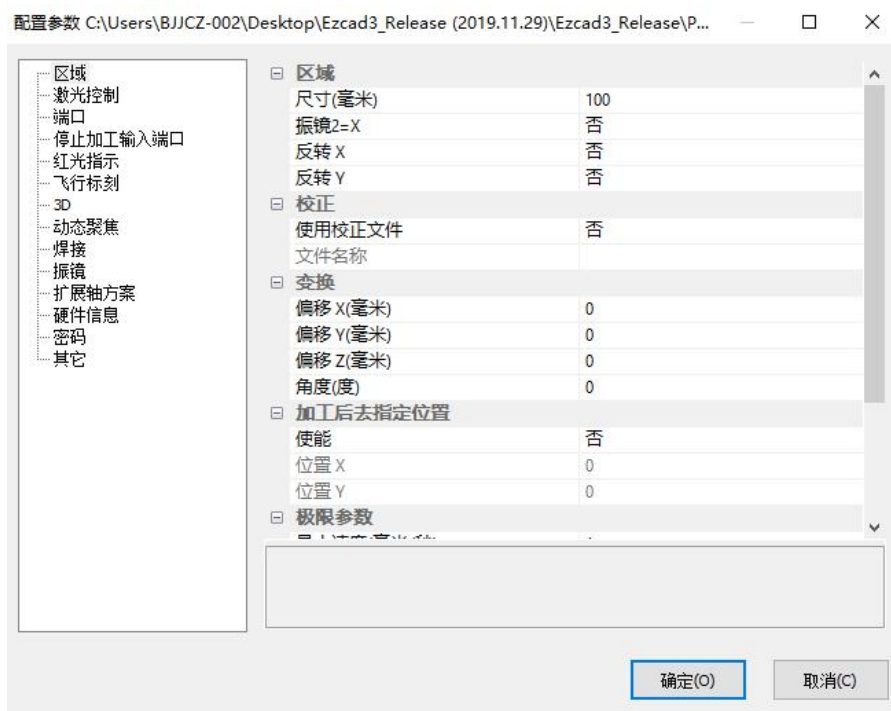 配置参数 C:\Users\BJJCZ-002\Desktop\Ezcad3_Release (2019.11.29)\Ezcad3_Release\P...
区域
激光控制
端口
停止加工输入端口
红光指示
飞行标刻
3D
动态聚焦
焊接
振镜
扩展轴方案
硬件信息
密码
其它
区域
尺寸(毫米) 100
振镜2=X 否
反转 X 否
反转 Y 否
校正
使用校正文件 否
文件名称
变换
偏移 X(毫米) 0
偏移 Y(毫米) 0
偏移 Z(毫米) 0
角度(度) 0
加工后去指定位置
使能 否
位置 X 0
位置 Y 0
极限参数
确定(O) 取消(C)